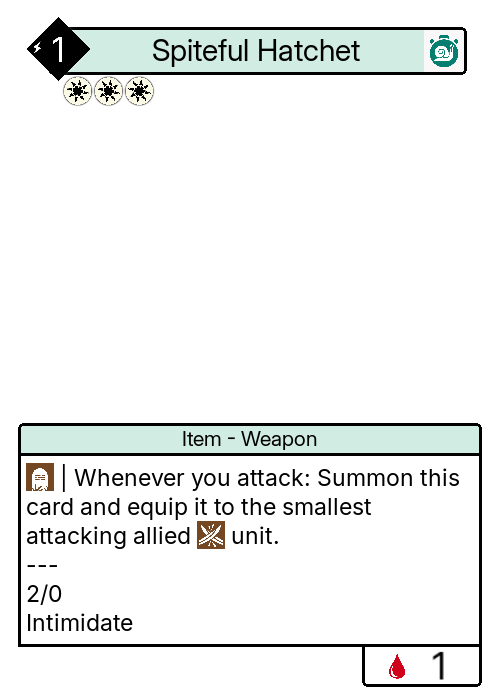 1
Spiteful Hatchet
Item - Weapon
| Whenever you attack: Summon this
card and equip it to the smallest
attacking allied unit.
---
2/0
Intimidate
1